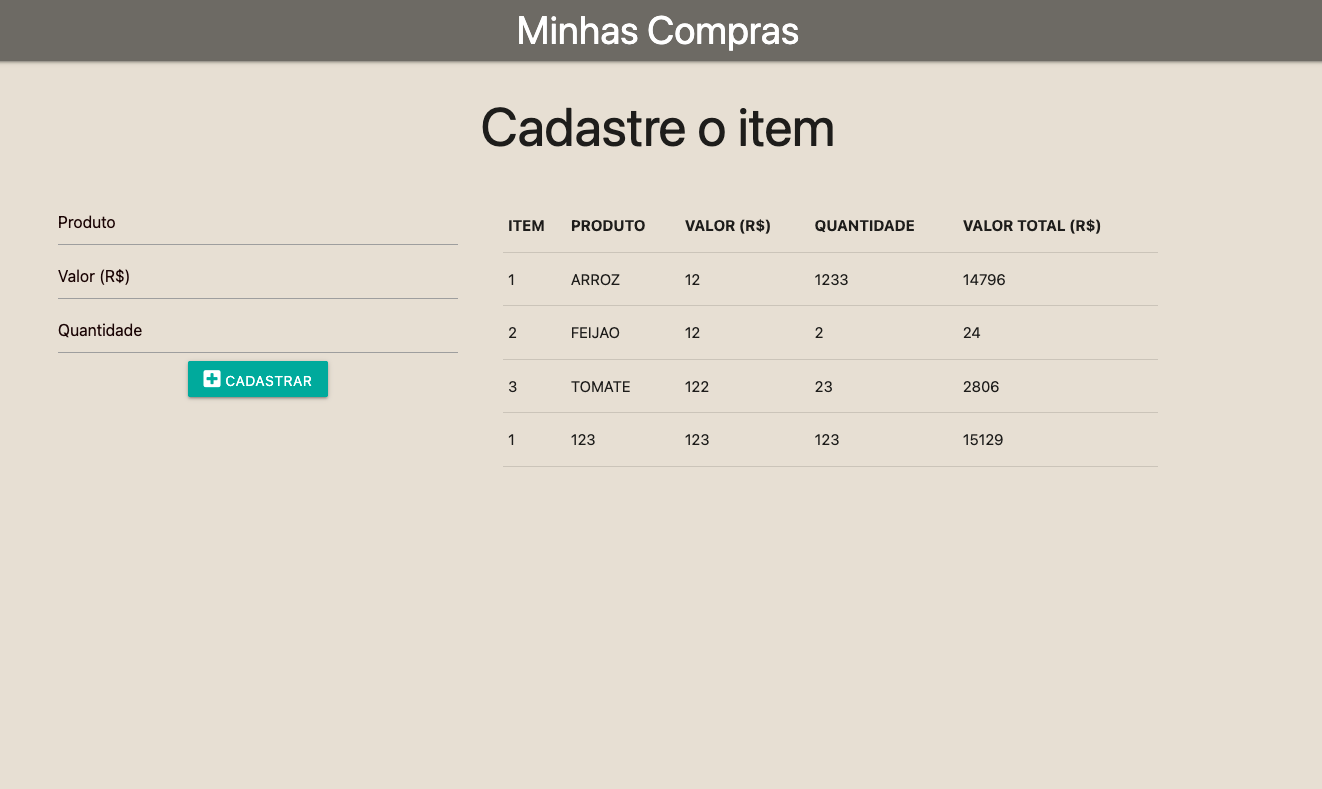 Minhas Compras
Cadastre o item
Produto
Valor (R$)
Quantidade
CADASTRAR
ITEM PRODUTO VALOR (R$) QUANTIDADE VALOR TOTAL (R$)
1 ARROZ 12 1233 14796
2 FEIJAO 12 2 24
3 TOMATE 122 23 2806
1 123 123 123 15129